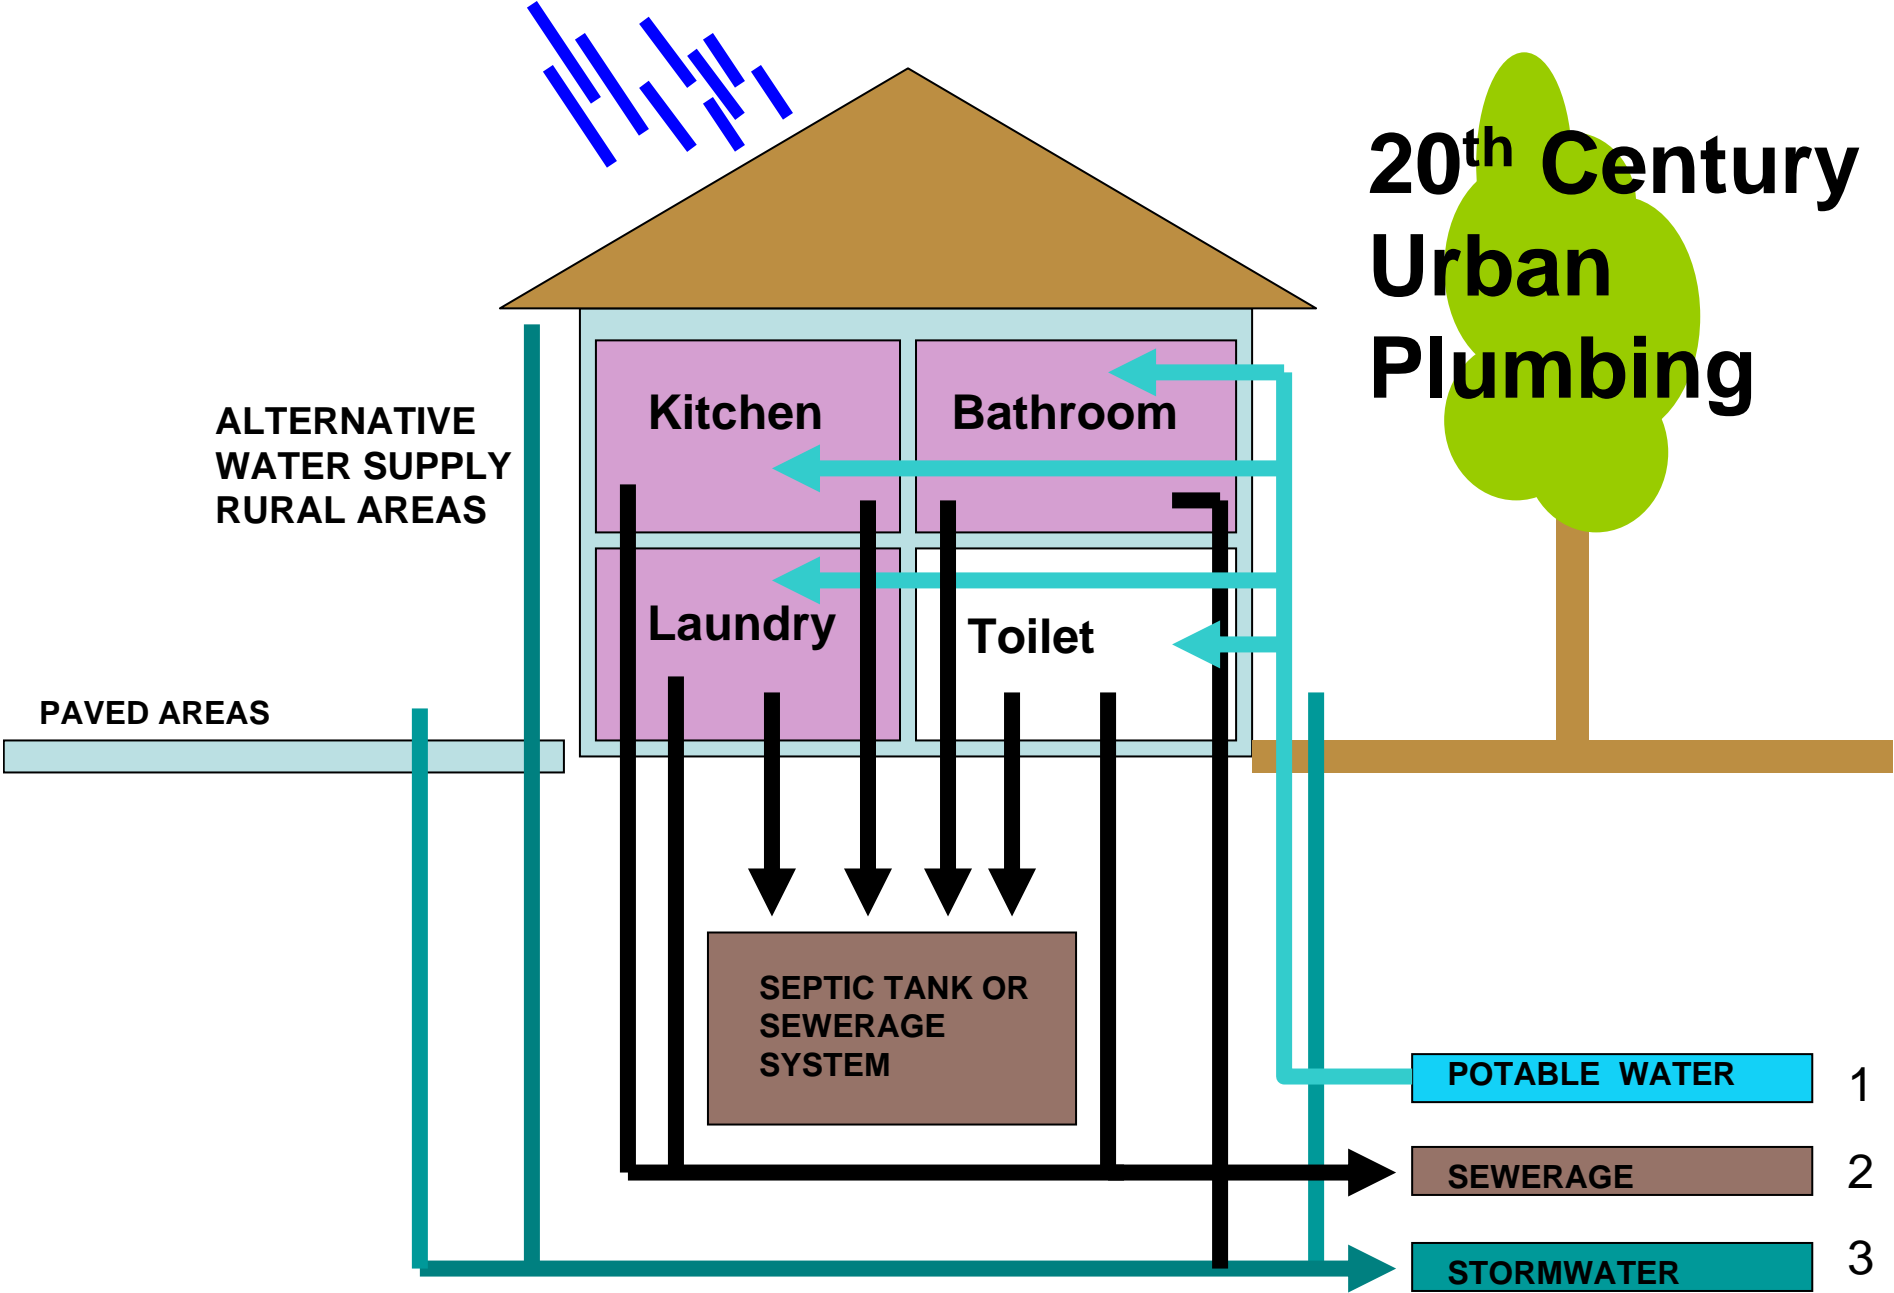 20th Century
Urban
Plumbing
Kitchen
Bathroom
ALTERNATIVE
WATER SUPPLY
RURAL AREAS
Laundry
Toilet
PAVED AREAS
SEPTIC TANK OR
SEWERAGE
SYSTEM
POTABLE WATER
1
SEWERAGE
2
STORMWATER
3